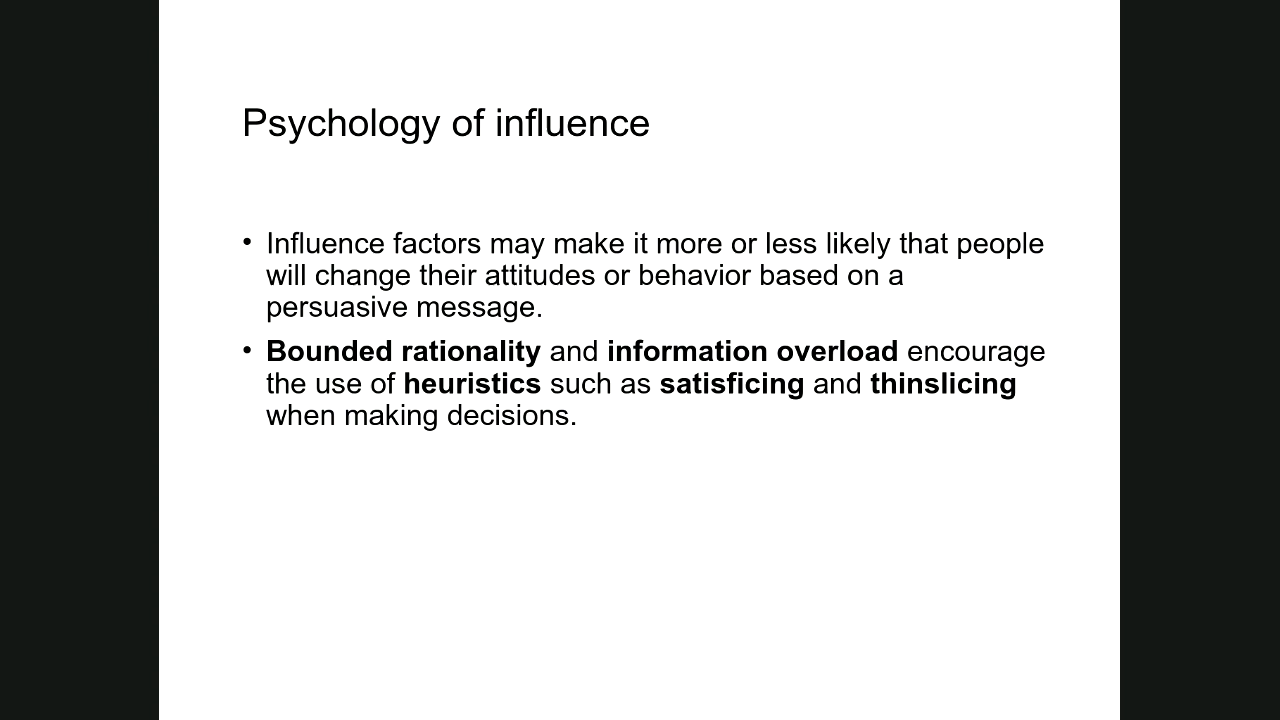 Psychology of influence
• Influence factors may make it more or less likely that people
will change their attitudes or behavior based on a
persuasive message.
• Bounded rationality and information overload encourage
the use of heuristics such as satisficing and thinslicing
when making decisions.